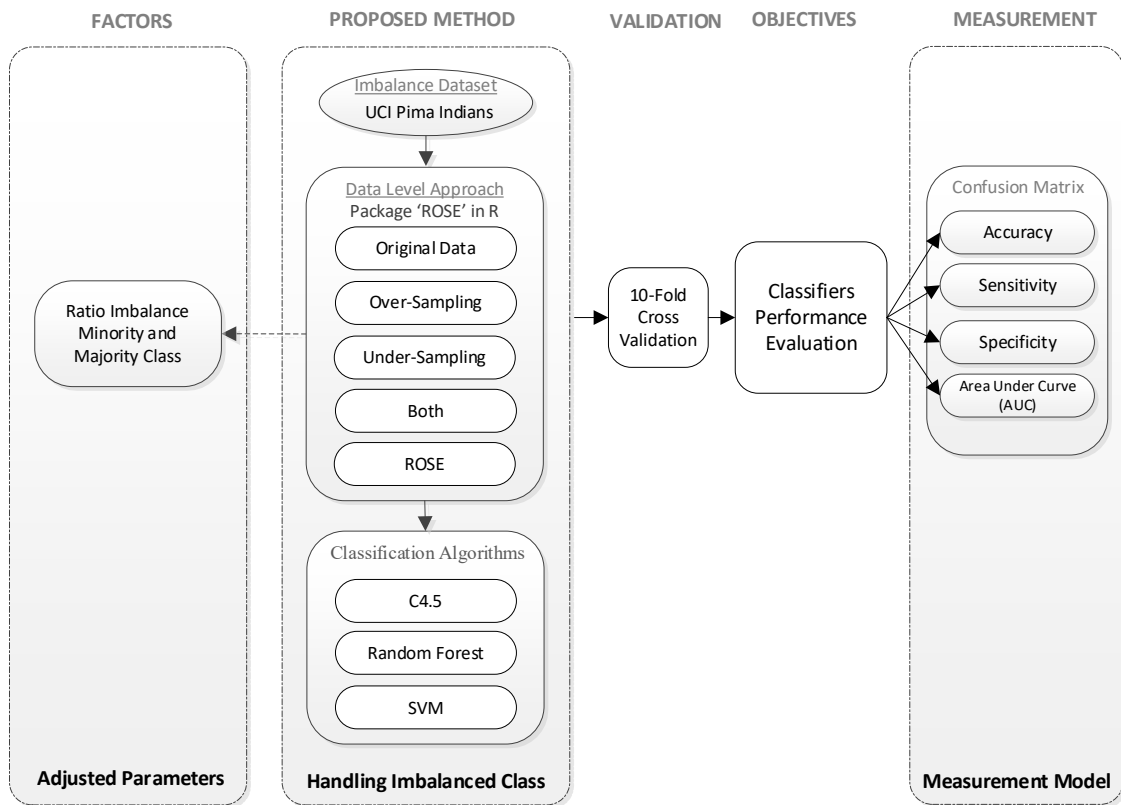 FACTORS
PROPOSED METHOD
VALIDATION
OBJECTIVES
MEASUREMENT
Ratio Imbalance
Minority and
Majority Class
Adjusted Parameters
Imbalance Dataset
UCI Pima Indians
Data Level Approach
Package ‘ROSE’ in R
Original Data
Over-Sampling
Under-Sampling
Both
ROSE
Classification Algorithms
C4.5
Random Forest
SVM
Handling Imbalanced Class
10-Fold
Cross
Validation
Classifiers
Performance
Evaluation
Confusion Matrix
Accuracy
Sensitivity
Specificity
Area Under Curve
(AUC)
Measurement Model